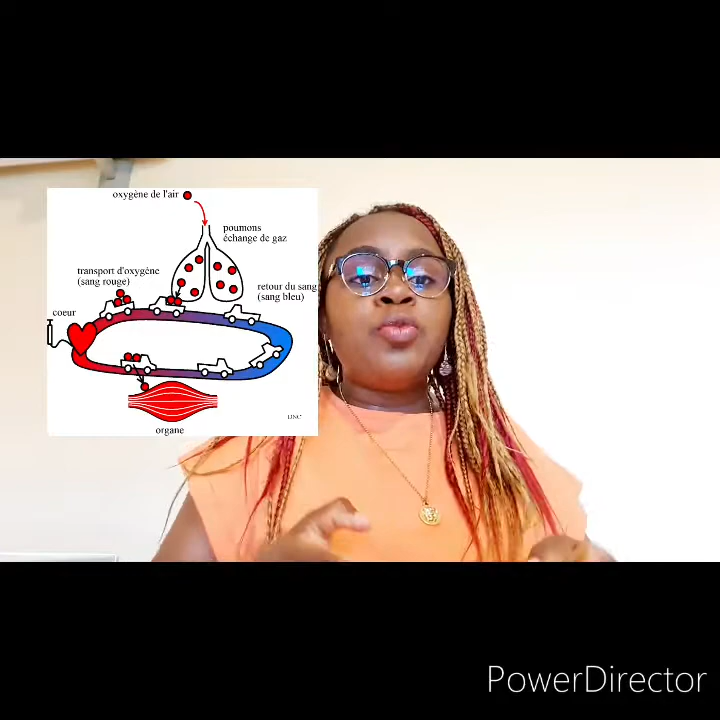 oxygène de l'air
poumons
échange de gaz
transport d'oxygène
(sang rouge)
retour du sang
(sang bleu)
coeur
organe
PowerDirector